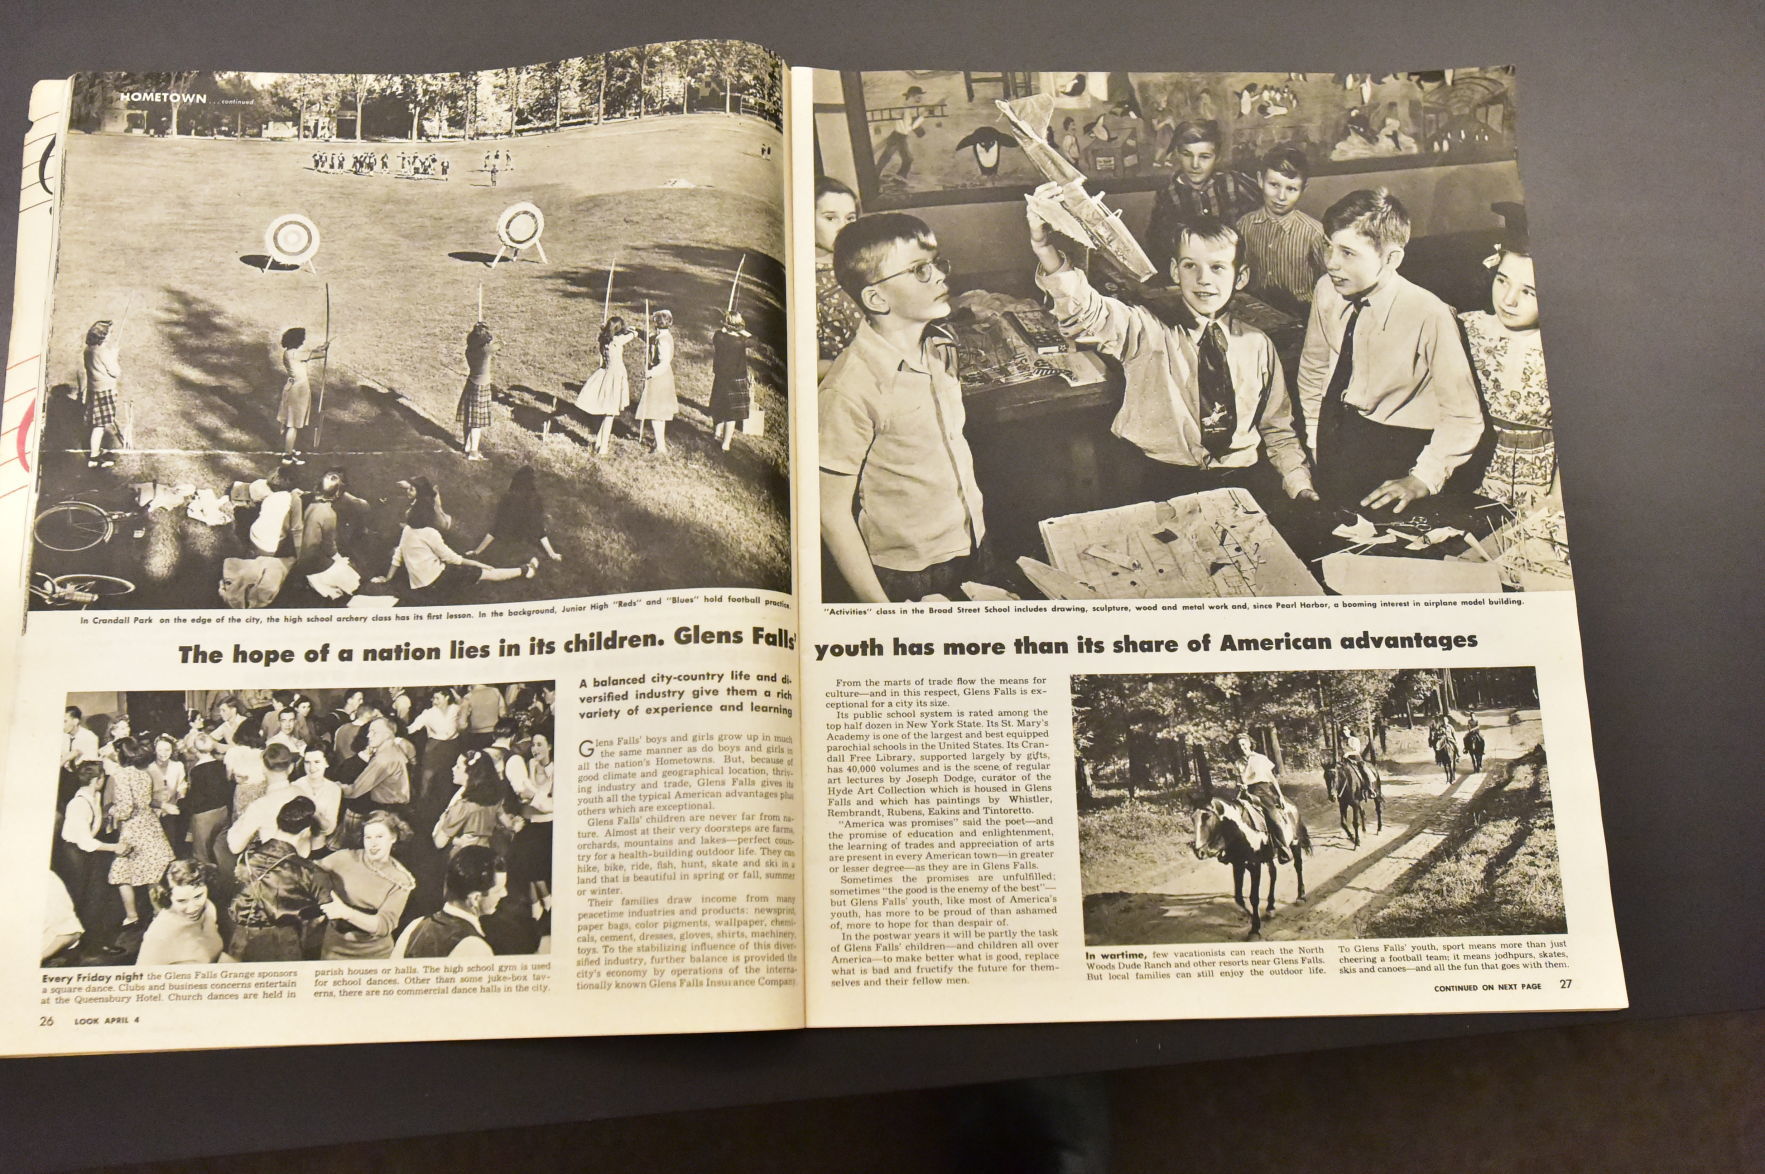 HOMETOWN ... continued
In Crandall Park on the edge of the city, the high school archery class has its first lesson. In the background, Junior High "Reds" and "Blues" hold football practice.
"Activities" class in the Broad Street School includes drawing, sculpture, wood and metal work and, since Pearl Harbor, a booming interest in airplane model building.
The hope of a nation lies in its children. Glens Falls' youth has more than its share of American advantages
A balanced city-country life and di-
versified industry give them a rich
variety of experience and learning
Glens Falls' boys and girls grow up in much
the same manner as do boys and girls in
all the nation's Hometowns. But, because of
good climate and geographical location, thriv-
ing industry and trade, Glens Falls gives its
youth all the typical American advantages plus
others which are exceptional.
Glens Falls' children are never far from na-
ture. Almost at their very doorsteps are farms,
orchards, mountains and lakes—perfect coun-
try for a health-building outdoor life. They can
hike, bike, ride, fish, hunt, skate and ski in a
land that is beautiful in spring or fall, summer
or winter.
Their families draw income from many
peacetime industries and products: newsprint,
paper bags, color pigments, wallpaper, chemi-
cals, cement, dresses, gloves, shirts, machinery,
toys. To the stabilizing influence of this diver-
sified industry, further balance is provided the
city's economy by operations of the interna-
tionally known Glens Falls Insurance Company.
Every Friday night the Glens Falls Grange sponsors
a square dance. Clubs and business concerns entertain
at the Queensbury Hotel. Church dances are held in
parish houses or halls. The high school gym is used
for school dances. Other than some juke-box tav-
erns, there are no commercial dance halls in the city.
26 LOOK APRIL 4
From the marts of trade flow the means for
culture—and in this respect, Glens Falls is ex-
ceptional for a city its size.
Its public school system is rated among the
top half dozen in New York State. Its St. Mary's
Academy is one of the largest and best equipped
parochial schools in the United States. Its Cran-
dall Free Library, supported largely by gifts,
has 40,000 volumes and is the scene of regular
art lectures by Joseph Dodge, curator of the
Hyde Art Collection which is housed in Glens
Falls and which has paintings by Whistler,
Rembrandt, Rubens, Eakins and Tintoretto.
"America was promises" said the poet—and
the promise of education and enlightenment,
the learning of trades and appreciation of arts
are present in every American town—in greater
or lesser degree—as they are in Glens Falls.
Sometimes the promises are unfulfilled;
sometimes "the good is the enemy of the best"—
but Glens Falls' youth, like most of America's
youth, has more to be proud of than ashamed
of, more to hope for than despair of.
In the postwar years it will be partly the task
of Glens Falls' children—and children all over
America—to make better what is good, replace
what is bad and fructify the future for them-
selves and their fellow men.
In wartime, few vacationists can reach the North
Woods Dude Ranch and other resorts near Glens Falls.
But local families can still enjoy the outdoor life.
To Glens Falls' youth, sport means more than just
cheering a football team; it means jodhpurs, skates,
skis and canoes—and all the fun that goes with them.
CONTINUED ON NEXT PAGE 27